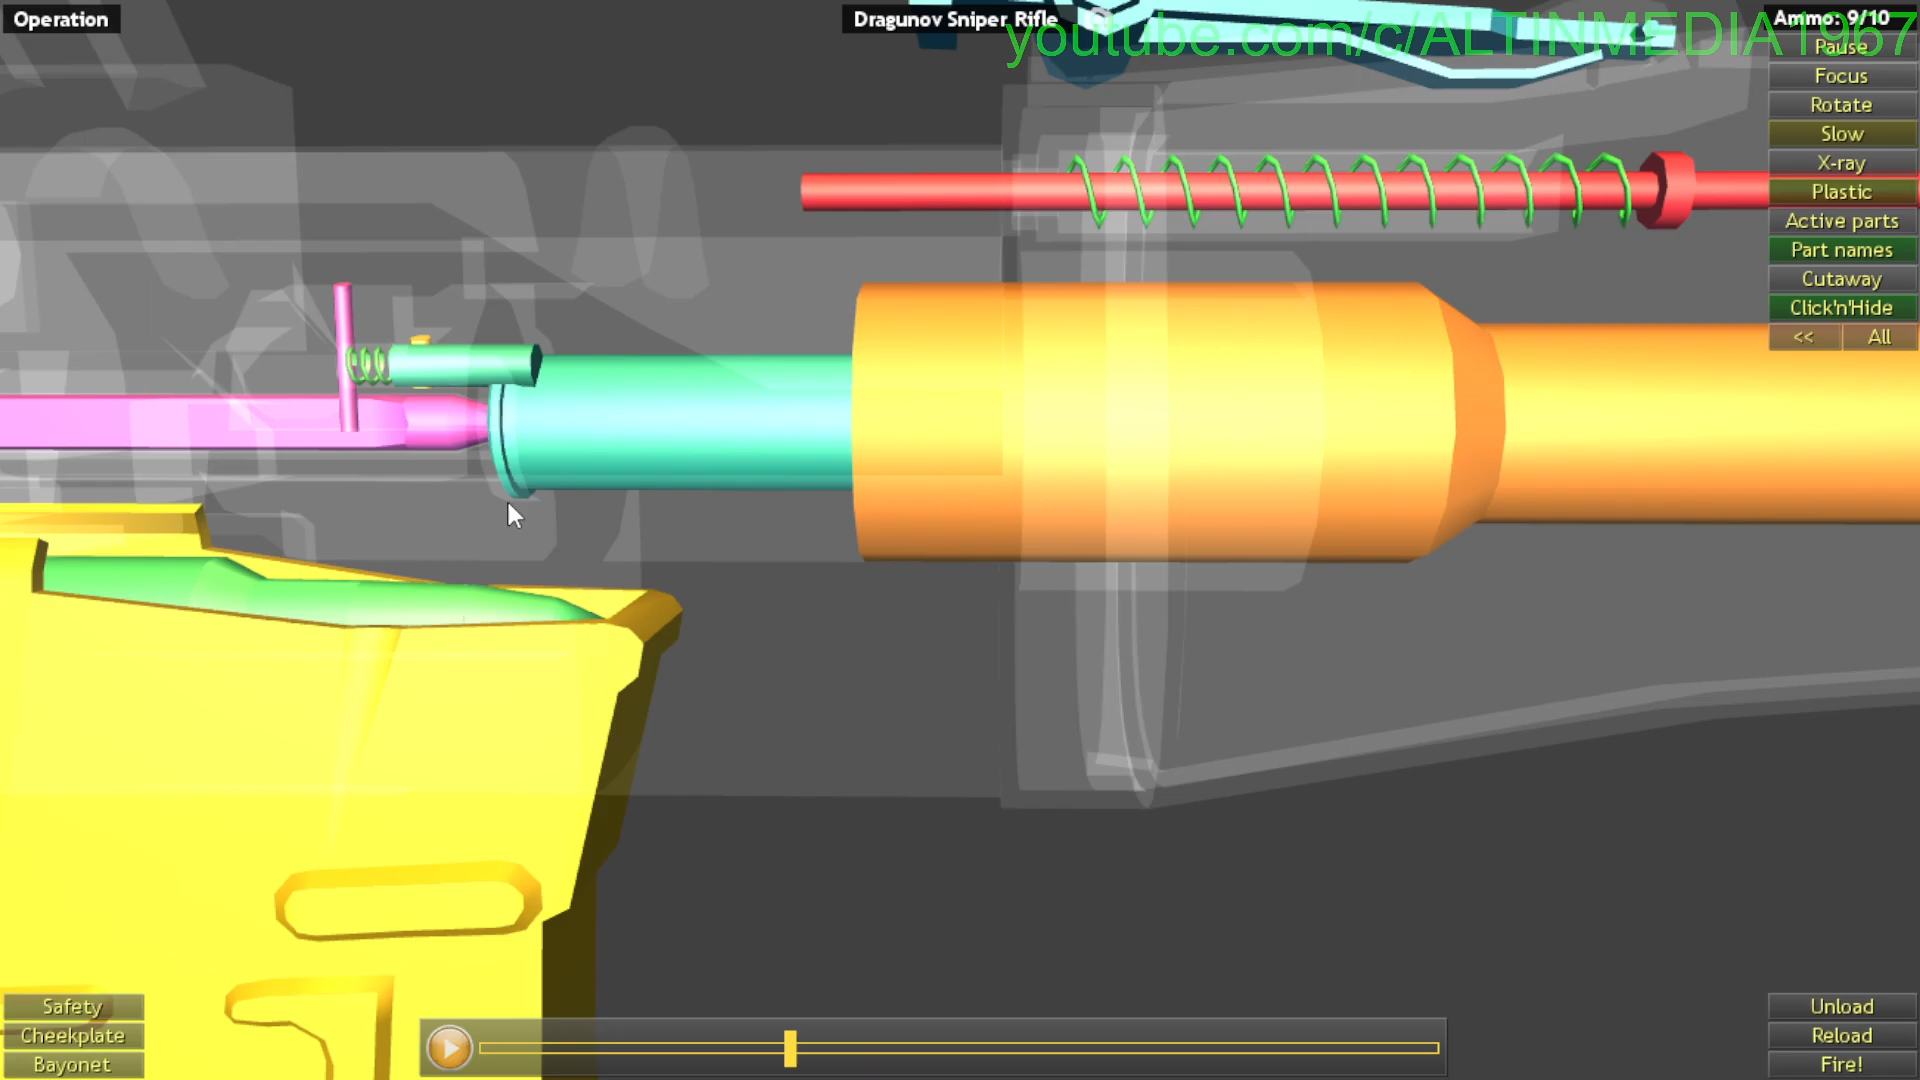 Operation
Dragunov Sniper Rifle
Ammo: 9/10
youtube.com/c/ALTINMEDIA1967
Pause
Focus
Rotate
Slow
X-ray
Plastic
Active parts
Part names
Cutaway
Click'n'Hide
<< All
Safety
Cheekplate
Bayonet
Unload
Reload
Fire!